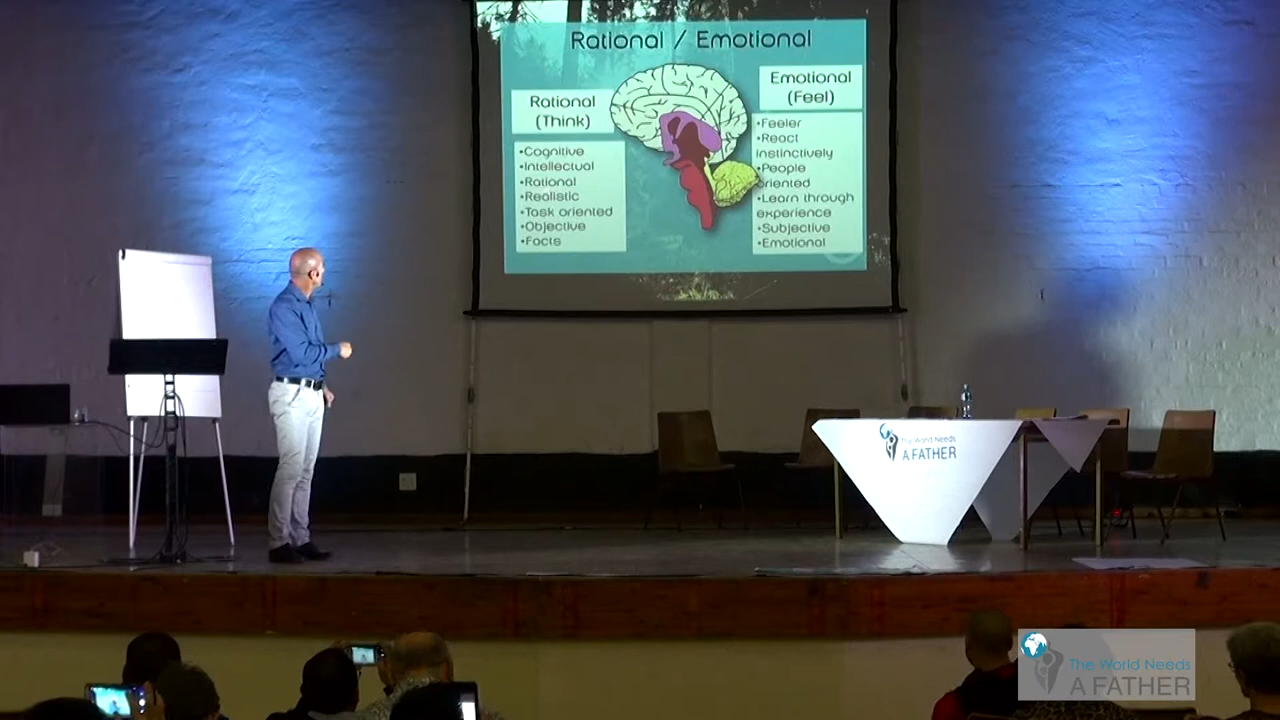 Rational / Emotional
Rational
(Think)
•Cognitive
•Intellectual
•Rational
•Realistic
•Task oriented
•Objective
•Facts
Emotional
(Feel)
•Feeler
•React
instinctively
•People
oriented
•Learn through
experience
•Subjective
•Emotional
The World Needs
A FATHER
The World Needs
A FATHER